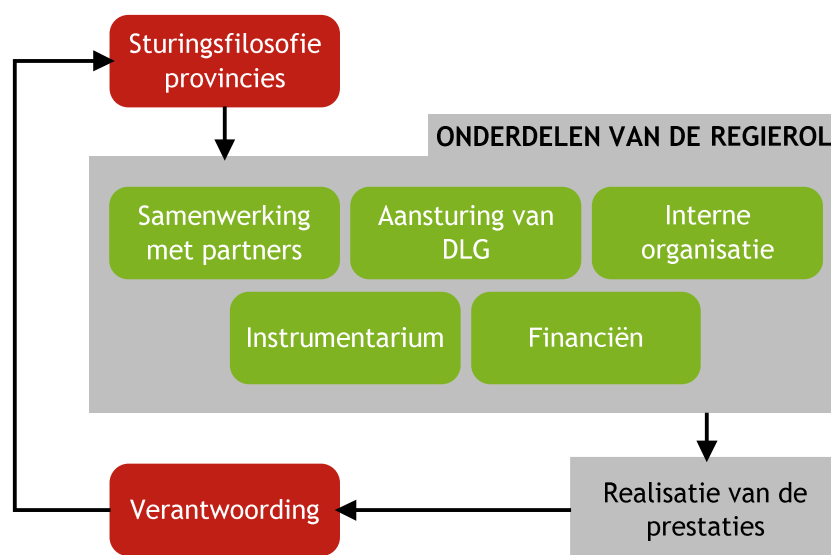 Sturingsfilosofie
provincies
ONDERDELEN VAN DE REGIEROL
Samenwerking
met partners
Aansturing van
DLG
Interne
organisatie
Instrumentarium
Financiën
Verantwoording
Realisatie van de
prestaties